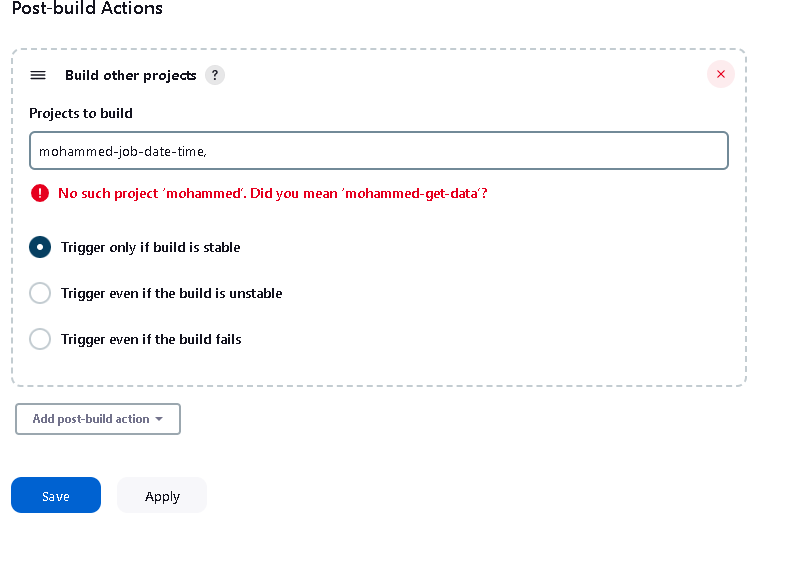 Post-build Actions
Build other projects ?
Projects to build
mohammed-job-date-time,
No such project ‘mohammed’. Did you mean ‘mohammed-get-data’?
Trigger only if build is stable
Trigger even if the build is unstable
Trigger even if the build fails
Add post-build action
Save Apply